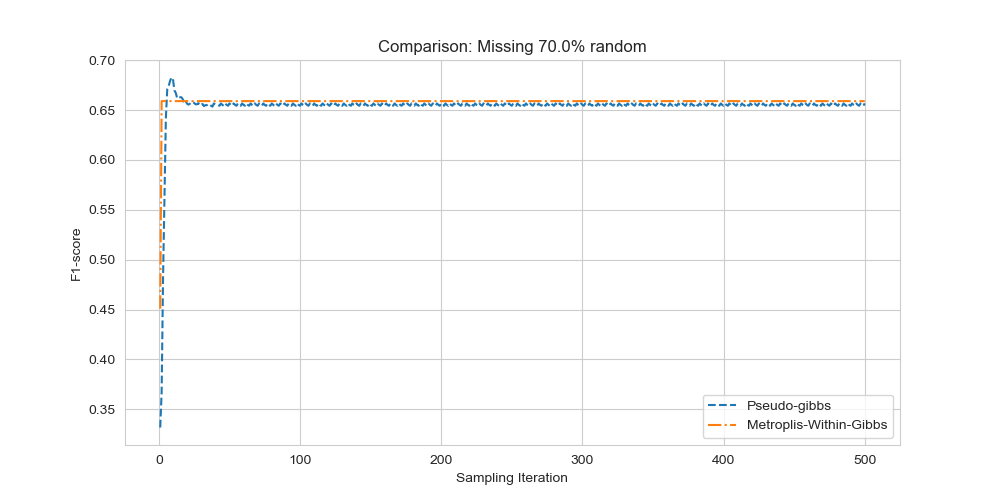 Comparison: Missing 70.0% random
0.70
0.65
0.60
0.55
0.50
0.45
0.40
0.35
F1-score
0 100 200 300 400 500
Sampling Iteration
Pseudo-gibbs
Metroplis-Within-Gibbs